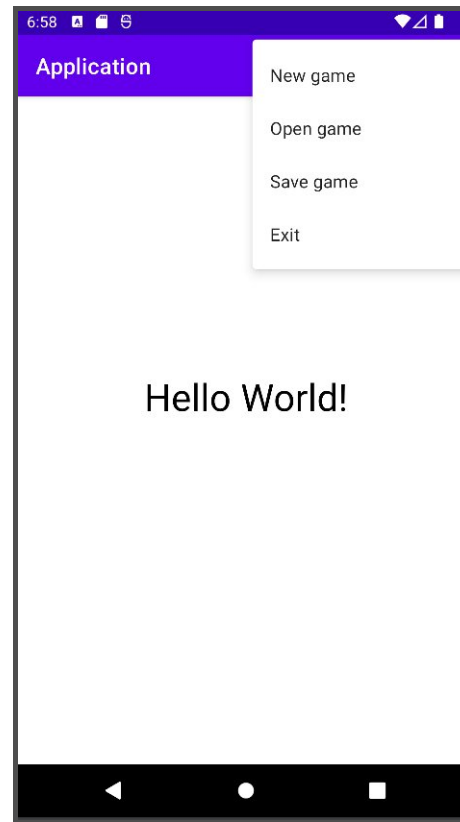 6:58
Application
New game
Open game
Save game
Exit
Hello World!